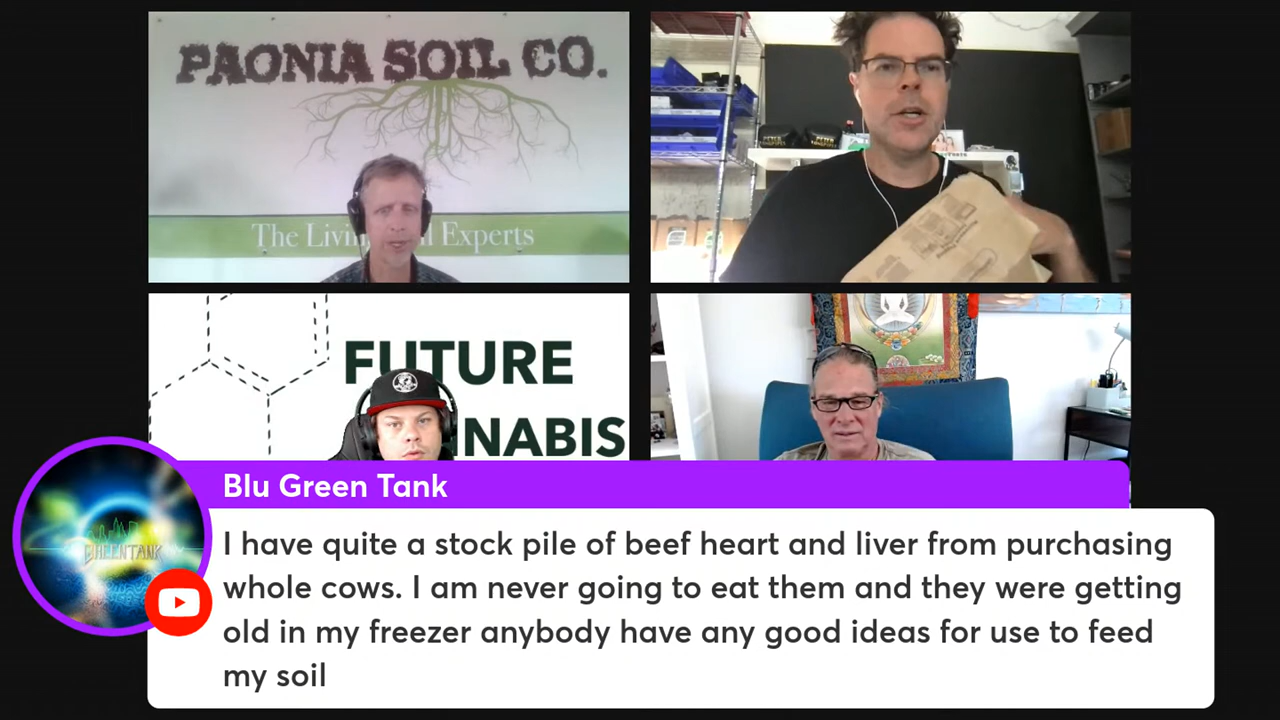 PAONIA SOIL CO.
The Livin
l Experts
FUTURE
NNABIS
Blu Green Tank
I have quite a stock pile of beef heart and liver from purchasing
whole cows. I am never going to eat them and they were getting
old in my freezer anybody have any good ideas for use to feed
my soil